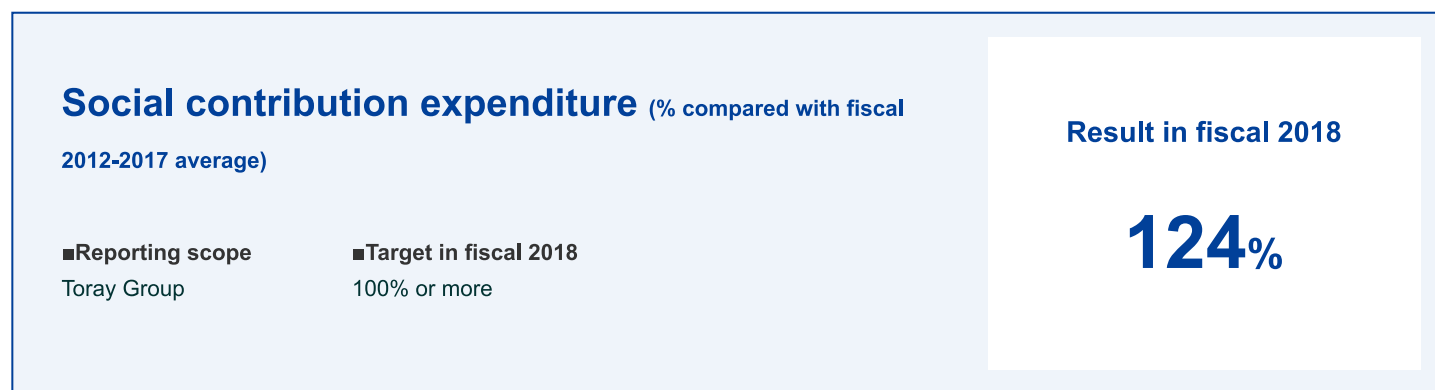 Social contribution expenditure (% compared with fiscal
2012-2017 average)
■Reporting scope
Toray Group
■Target in fiscal 2018
100% or more
Result in fiscal 2018
124%